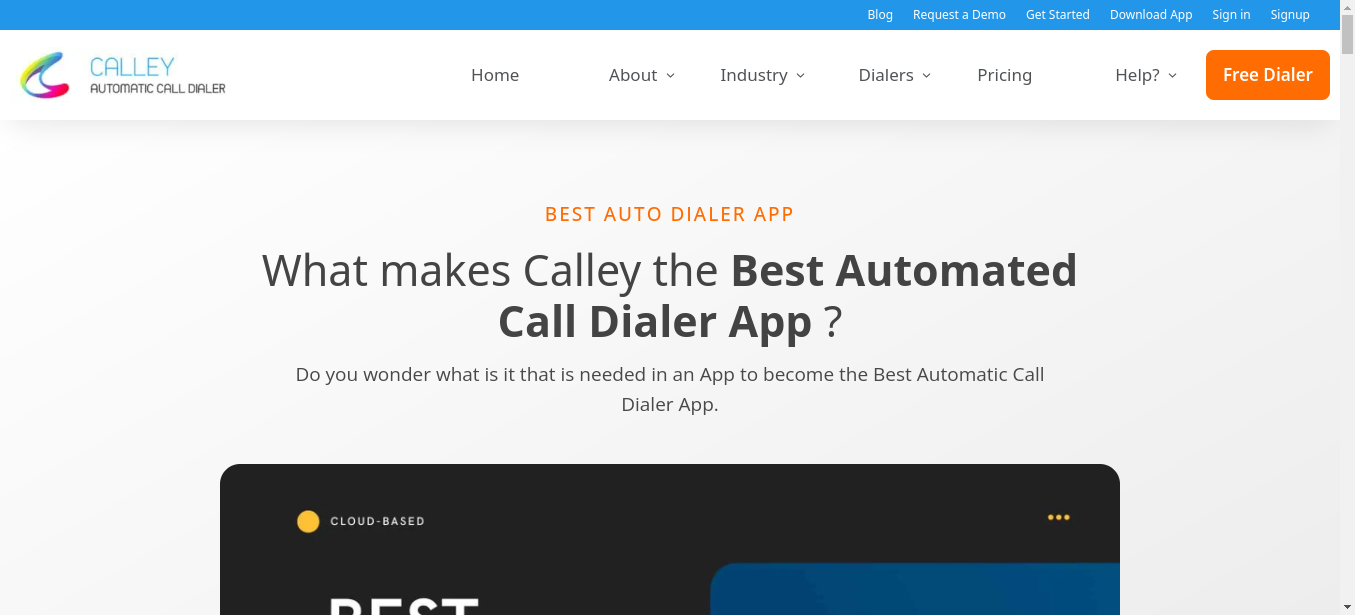 Blog Request a Demo Get Started Download App Sign in Signup
CALLEY
AUTOMATIC CALL DIALER
Home About Industry Dialers Pricing Help? Free Dialer
BEST AUTO DIALER APP
What makes Calley the Best Automated
Call Dialer App ?
Do you wonder what is it that is needed in an App to become the Best Automatic Call
Dialer App.
CLOUD-BASED
BEST